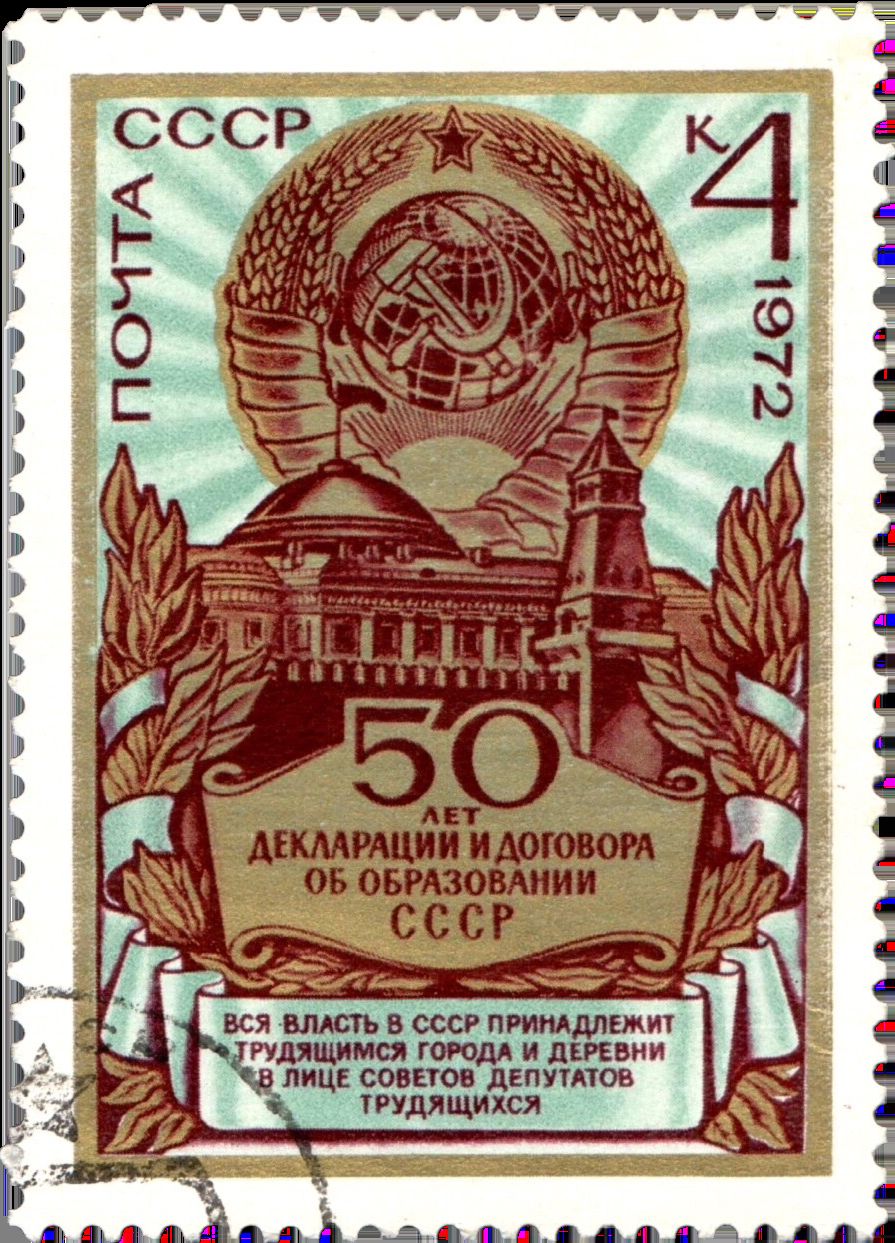 ПОЧТА СССР
К 4
1972
50
ЛЕТ
ДЕКЛАРАЦИИ И ДОГОВОРА
ОБ ОБРАЗОВАНИИ
СССР
ВСЯ ВЛАСТЬ В СССР ПРИНАДЛЕЖИТ
ТРУДЯЩИМСЯ ГОРОДА И ДЕРЕВНИ
В ЛИЦЕ СОВЕТОВ ДЕПУТАТОВ
ТРУДЯЩИХСЯ